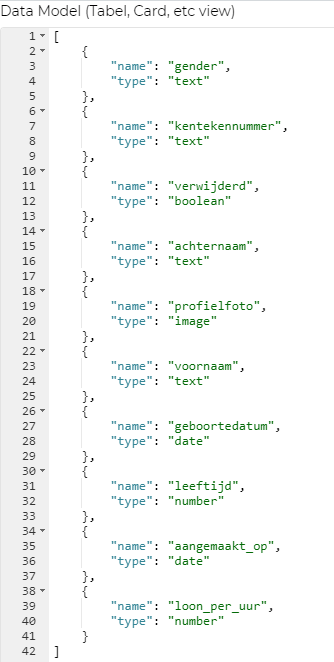 Data Model (Tabel, Card, etc view)
1 [
2 {
3 "name": "gender",
4 "type": "text"
5 },
6 {
7 "name": "kentekennummer",
8 "type": "text"
9 },
10 {
11 "name": "verwijderd",
12 "type": "boolean"
13 },
14 {
15 "name": "achternaam",
16 "type": "text"
17 },
18 {
19 "name": "profielfoto",
20 "type": "image"
21 },
22 {
23 "name": "voornaam",
24 "type": "text"
25 },
26 {
27 "name": "geboortedatum",
28 "type": "date"
29 },
30 {
31 "name": "leeftijd",
32 "type": "number"
33 },
34 {
35 "name": "aangemaakt_op",
36 "type": "date"
37 },
38 {
39 "name": "loon_per_uur",
40 "type": "number"
41 }
42 ]